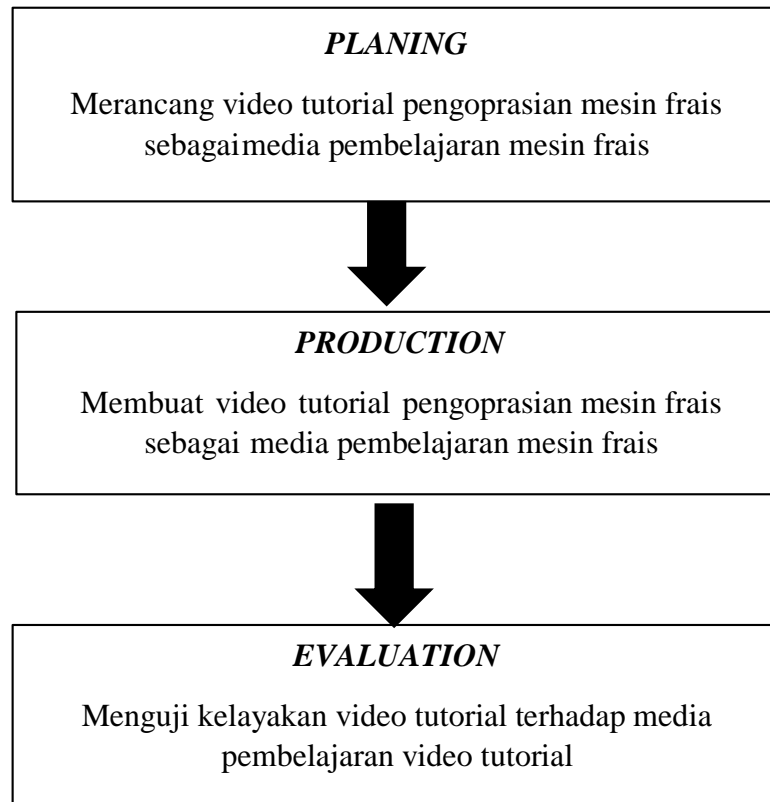 PLANING
Merancang video tutorial pengoprasian mesin frais
sebagaimedia pembelajaran mesin frais
PRODUCTION
Membuat video tutorial pengoprasian mesin frais
sebagai media pembelajaran mesin frais
EVALUATION
Menguji kelayakan video tutorial terhadap media
pembelajaran video tutorial